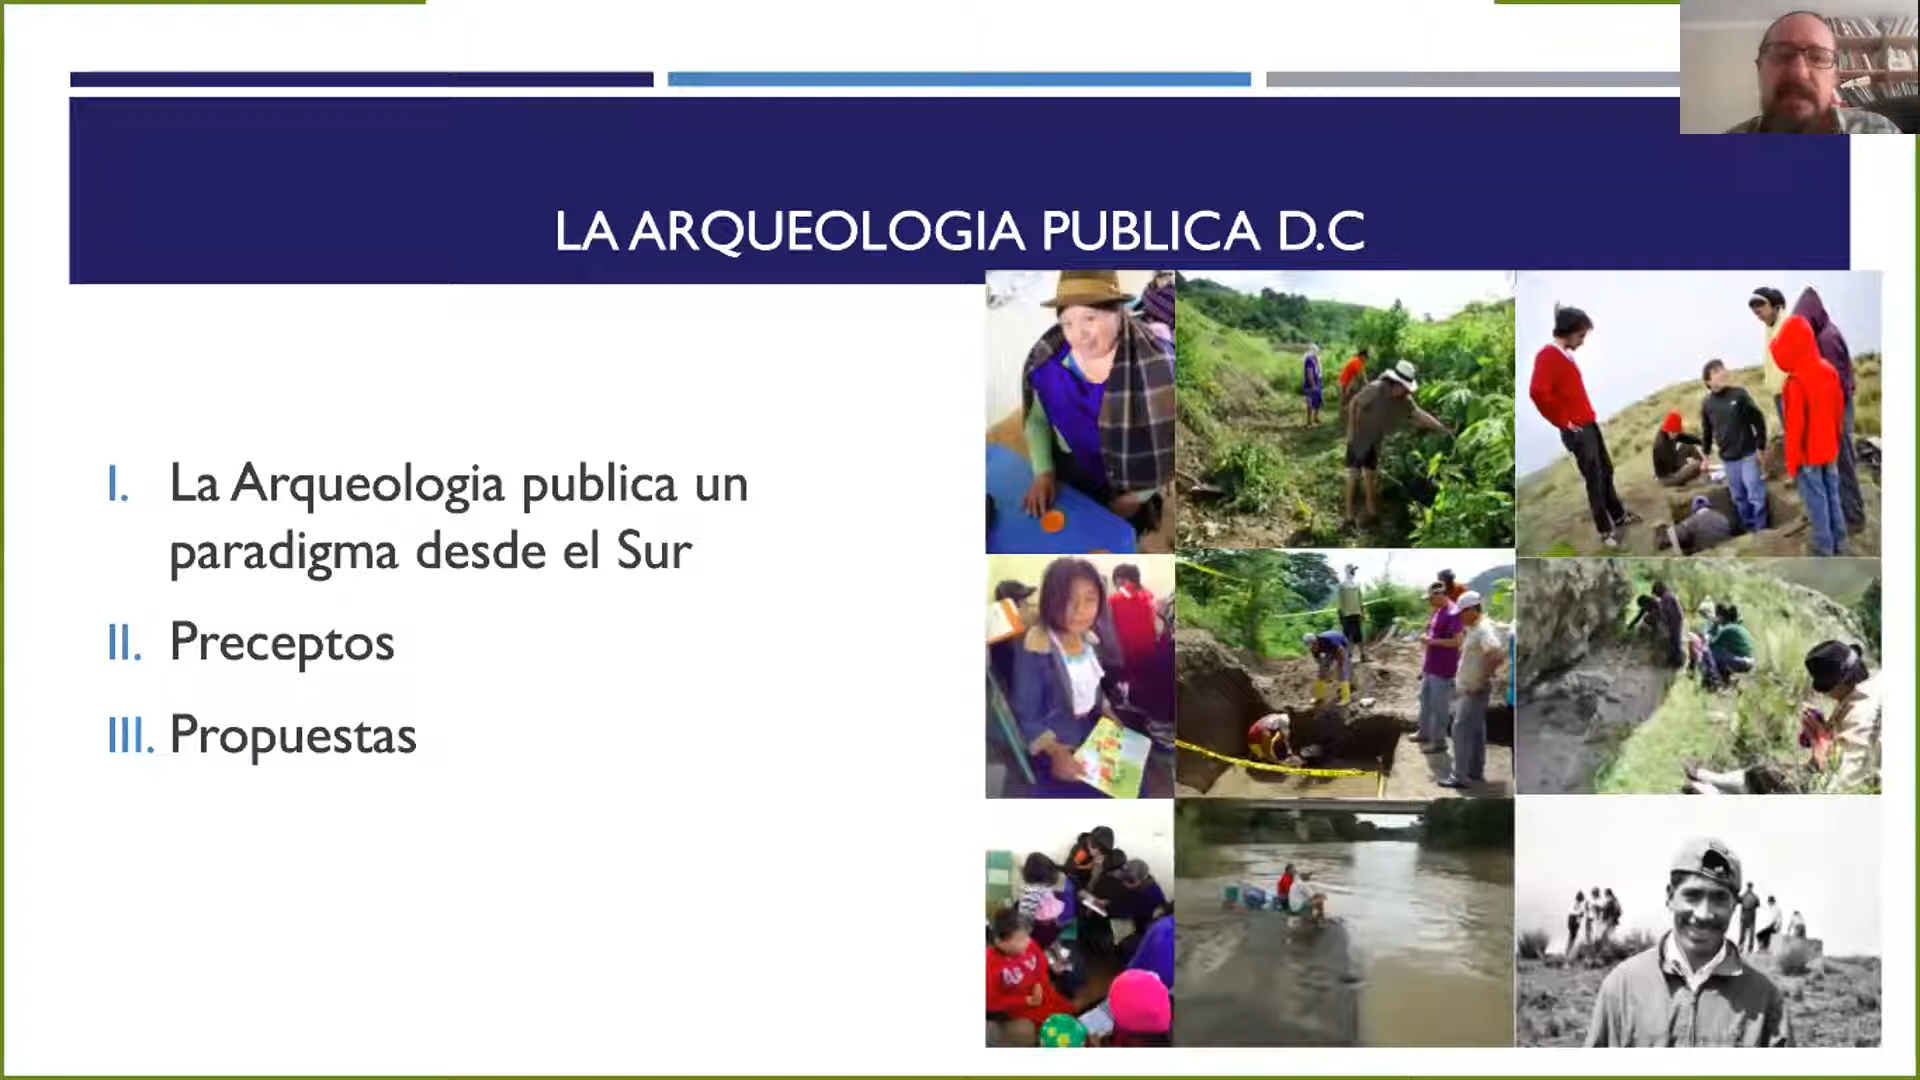 LA ARQUEOLOGIA PUBLICA D.C
I. La Arqueologia publica un
paradigma desde el Sur
II. Preceptos
III. Propuestas